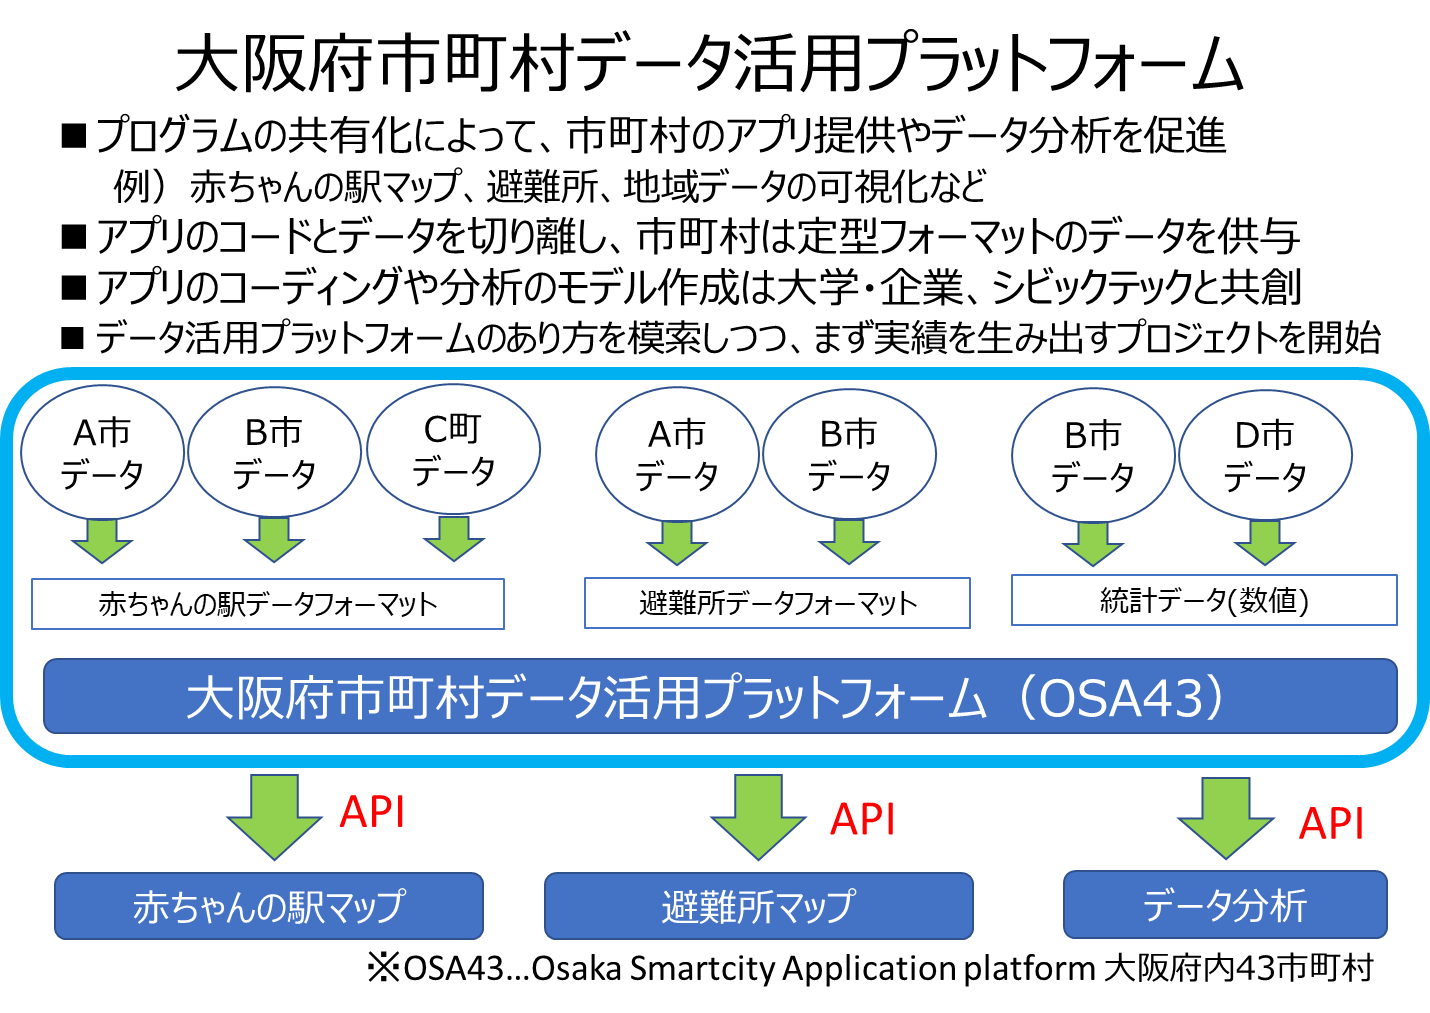 大阪府市町村データ活用プラットフォーム
■ プログラムの共有化によって、市町村のアプリ提供やデータ分析を促進
例）赤ちゃんの駅マップ、避難所、地域データの可視化など
■ アプリのコードとデータを切り離し、市町村は定型フォーマットのデータを供与
■ アプリのコーディングや分析のモデル作成は大学・企業、シビックテックと共創
■ データ活用プラットフォームのあり方を模索しつつ、まず実績を生み出すプロジェクトを開始
A市
データ
B市
データ
C町
データ
A市
データ
B市
データ
B市
データ
D市
データ
赤ちゃんの駅データフォーマット
避難所データフォーマット
統計データ(数値)
大阪府市町村データ活用プラットフォーム（OSA43）
API
API
API
赤ちゃんの駅マップ
避難所マップ
データ分析
※OSA43…Osaka Smartcity Application platform 大阪府内43市町村